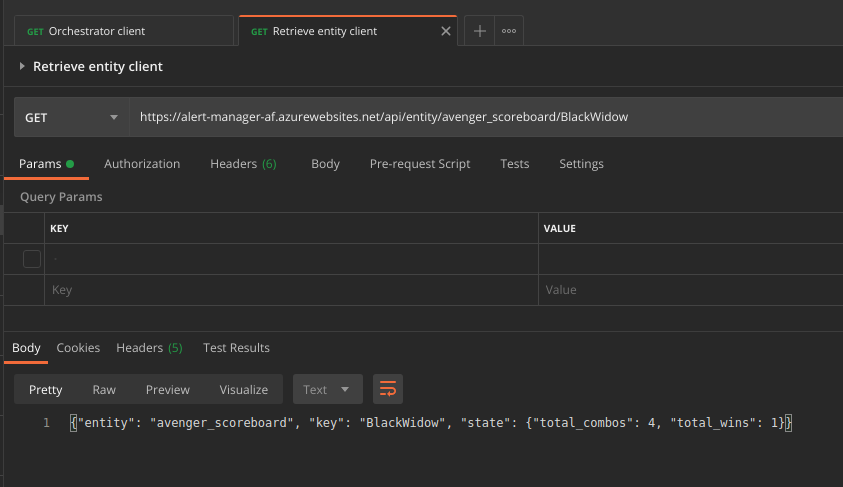 GET Orchestrator client GET Retrieve entity client
Retrieve entity client
GET https://alert-manager-af.azurewebsites.net/api/entity/avenger_scoreboard/BlackWidow
Params Authorization Headers (6) Body Pre-request Script Tests Settings
Query Params
KEY VALUE
Key Value
Body Cookies Headers (5) Test Results
Pretty Raw Preview Visualize Text
1 {"entity": "avenger_scoreboard", "key": "BlackWidow", "state": {"total_combos": 4, "total_wins": 1}}